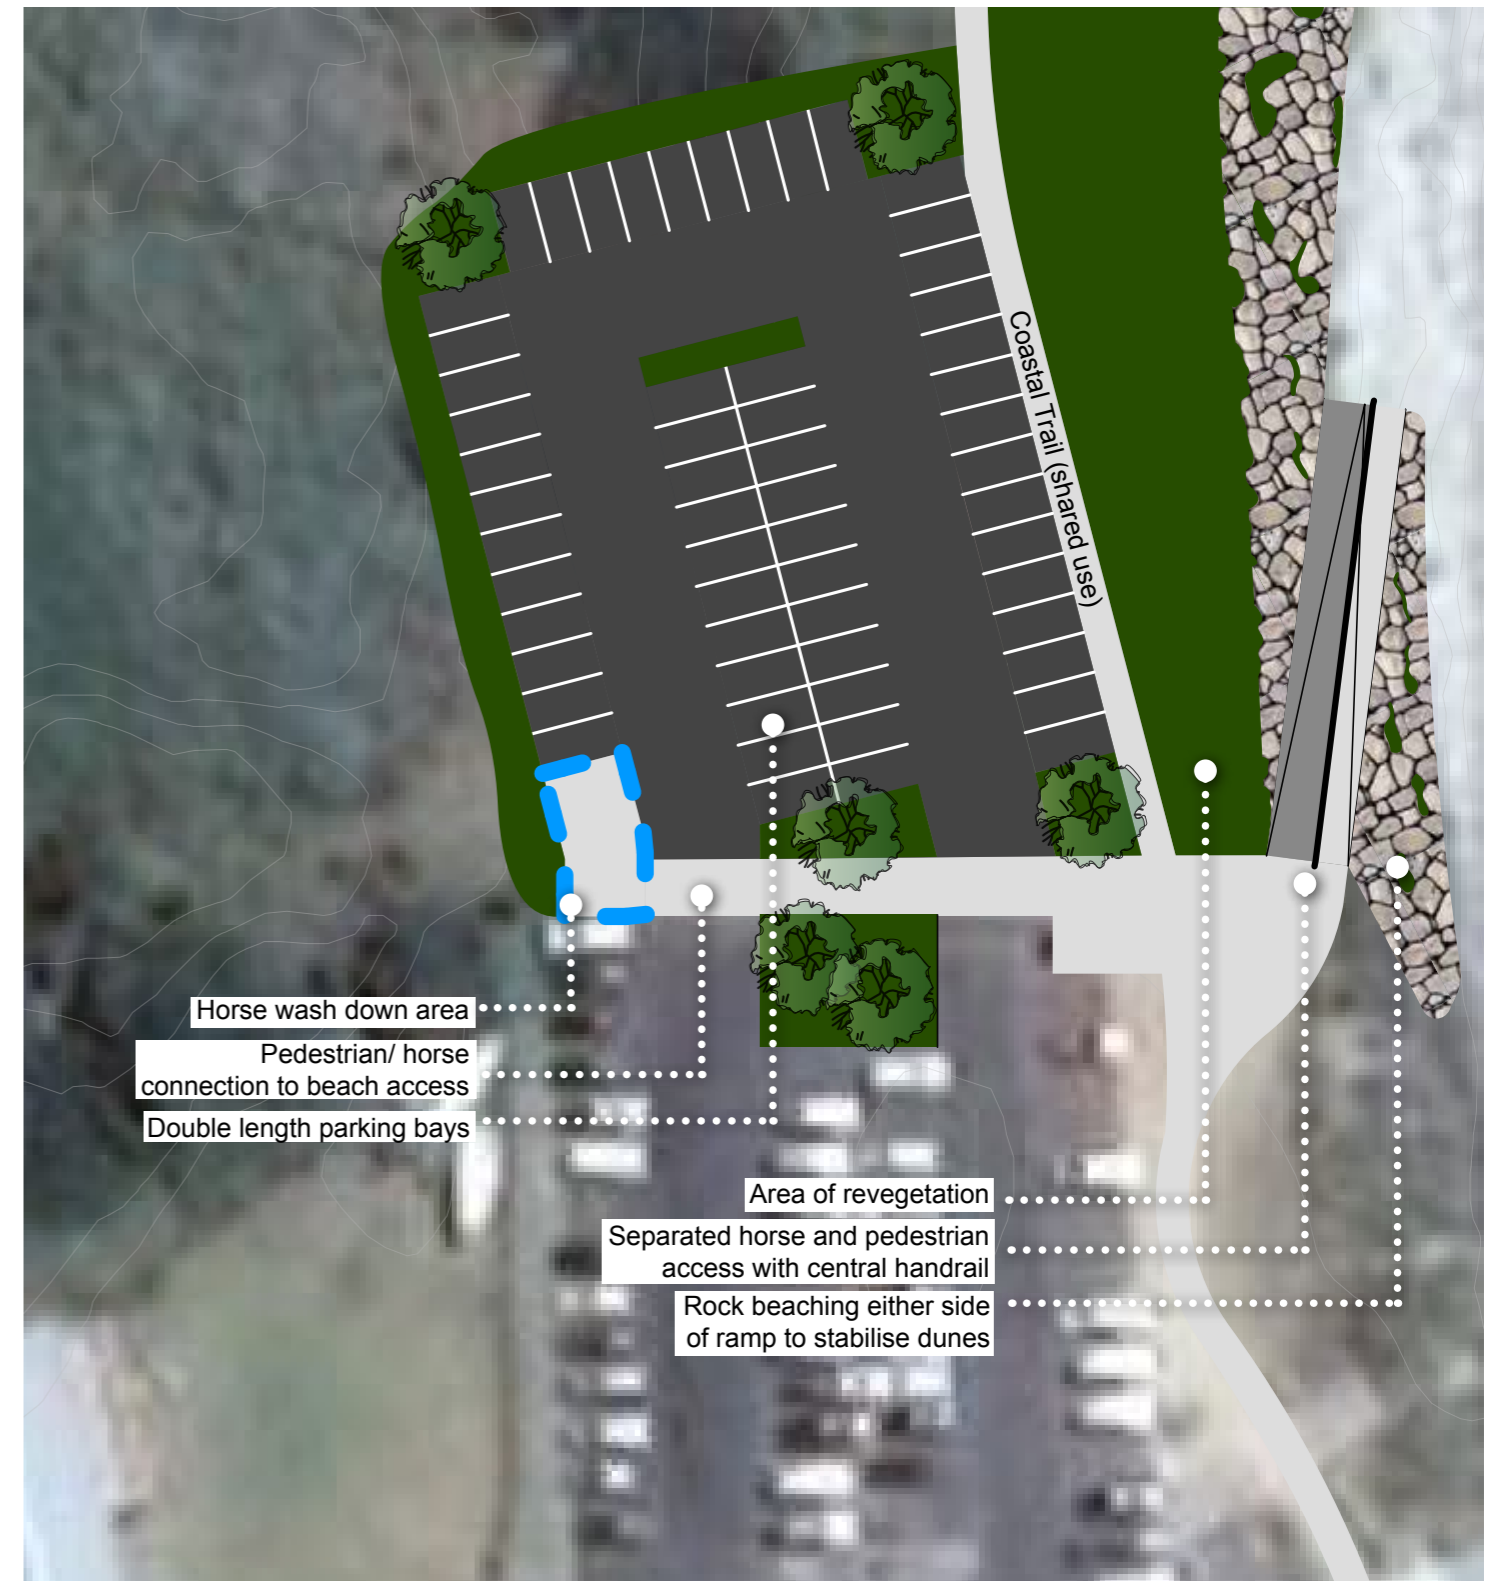 Coastal Trail (shared use)
Horse wash down area
Pedestrian/ horse
connection to beach access
Double length parking bays
Area of revegetation
Separated horse and pedestrian
access with central handrail
Rock beaching either side
of ramp to stabilise dunes